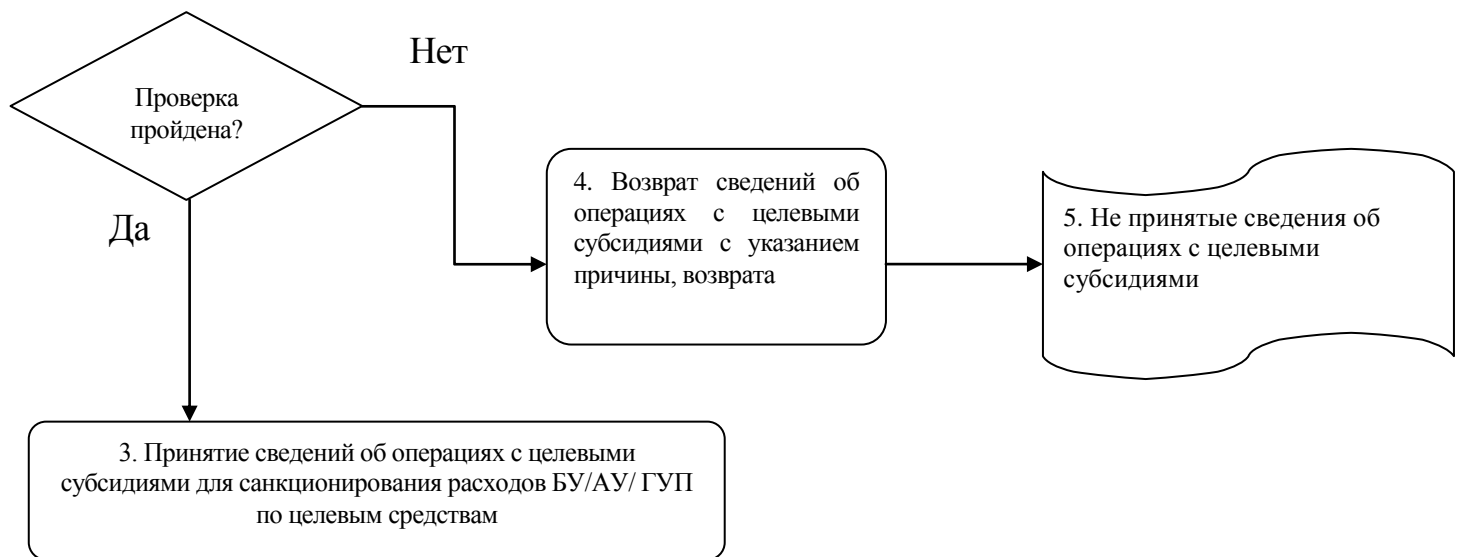 Нет
Проверка
пройдена?
Да
4. Возврат сведений об
операциях с целевыми
субсидиями с указанием
причины, возврата
5. Не принятые сведения об
операциях с целевыми
субсидиями
3. Принятие сведений об операциях с целевыми
субсидиями для санкционирования расходов БУ/АУ/ ГУП
по целевым средствам